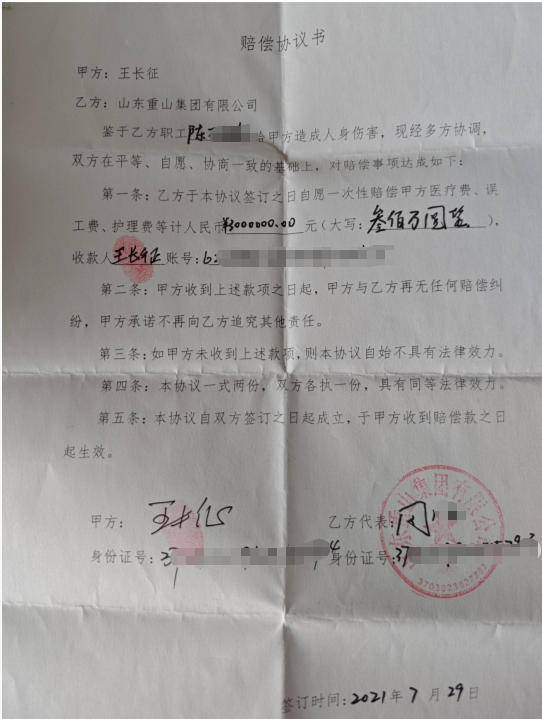 赔偿协议书
甲方：王长征
乙方：山东重山集团有限公司
鉴于乙方职工陈 给甲方造成人身伤害，现经多方协调，
双方在平等、自愿、协商一致的基础上，对赔偿事项达成如下：
第一条：乙方于本协议签订之日自愿一次性赔偿甲方医疗费、误
工费、护理费等计人民币¥3000000.00 元（大写：叁佰万圆整），
收款人王长征账号：6
第二条：甲方收到上述款项之日起，甲方与乙方再无任何赔偿纠
纷，甲方承诺不再向乙方追究其他责任。
第三条：如甲方未收到上述款项，则本协议自始不具有法律效力。
第四条：本协议一式两份，双方各执一份，具有同等法律效力。
第五条：本协议自双方签订之日起成立，于甲方收到赔偿款之日
起生效。
甲方：王长征 乙方代表：
身份证号：3 4 身份证号：37
山集团有限公
签订时间：2021年7月29日